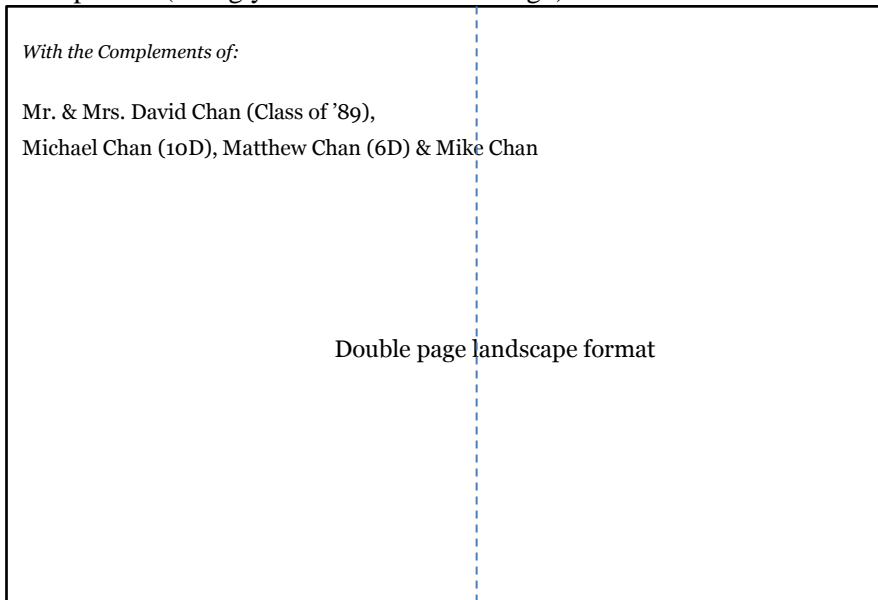 With the Complements of:
Mr. & Mrs. David Chan (Class of ’89),
Michael Chan (10D), Matthew Chan (6D) & Mike Chan
Double page landscape format